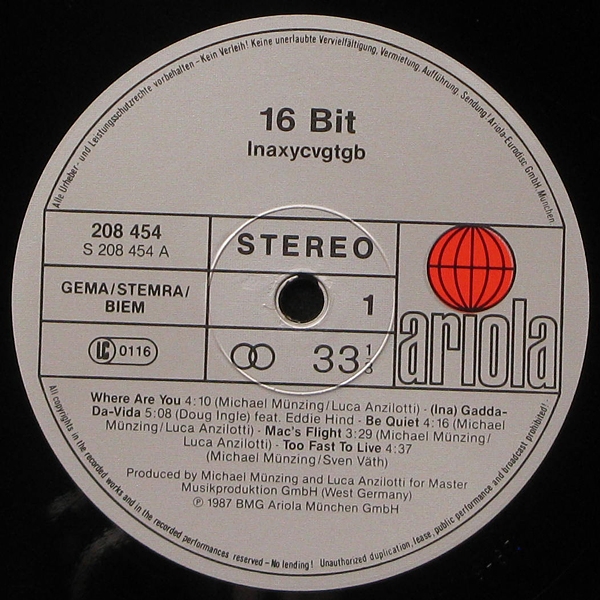 Alle Urheber- und Leistungsschutzrechte vorbehalten - Kein Verleih! Keine unerlaubte Vervielfältigung, Vermietung, Aufführung, Sendung! Ariola-Eurodisc GmbH München
16 Bit
Inaxycvgtgb
208 454
S 208 454 A
STEREO
GEMA/STEMRA/
BIEM
1
LC 0116
33 1/3
ariola
Where Are You 4:10 (Michael Münzing/Luca Anzilotti) - (Ina) Gadda-
Da-Vida 5:08 (Doug Ingle) feat. Eddie Hind - Be Quiet 4:16 (Michael
Münzing/Luca Anzilotti) - Mac's Flight 3:29 (Michael Münzing/
Luca Anzilotti) - Too Fast To Live 4:37
(Michael Münzing/Sven Väth)
Produced by Michael Münzing and Luca Anzilotti for Master
Musikproduktion GmbH (West Germany)
℗ 1987 BMG Ariola München GmbH
All copyrights in the recorded works and in the recorded performances reserved - No lending! Unauthorized duplication, lease, public performance and broadcast prohibited!